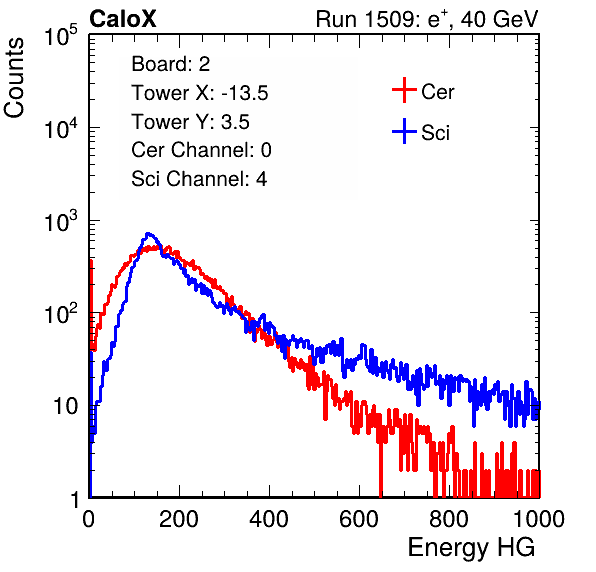 CaloX Run 1509: e⁺, 40 GeV
Counts
Board: 2
Tower X: -13.5
Tower Y: 3.5
Cer Channel: 0
Sci Channel: 4
Cer
Sci
10⁵
10⁴
10³
10²
10
1
0 200 400 600 800 1000
Energy HG